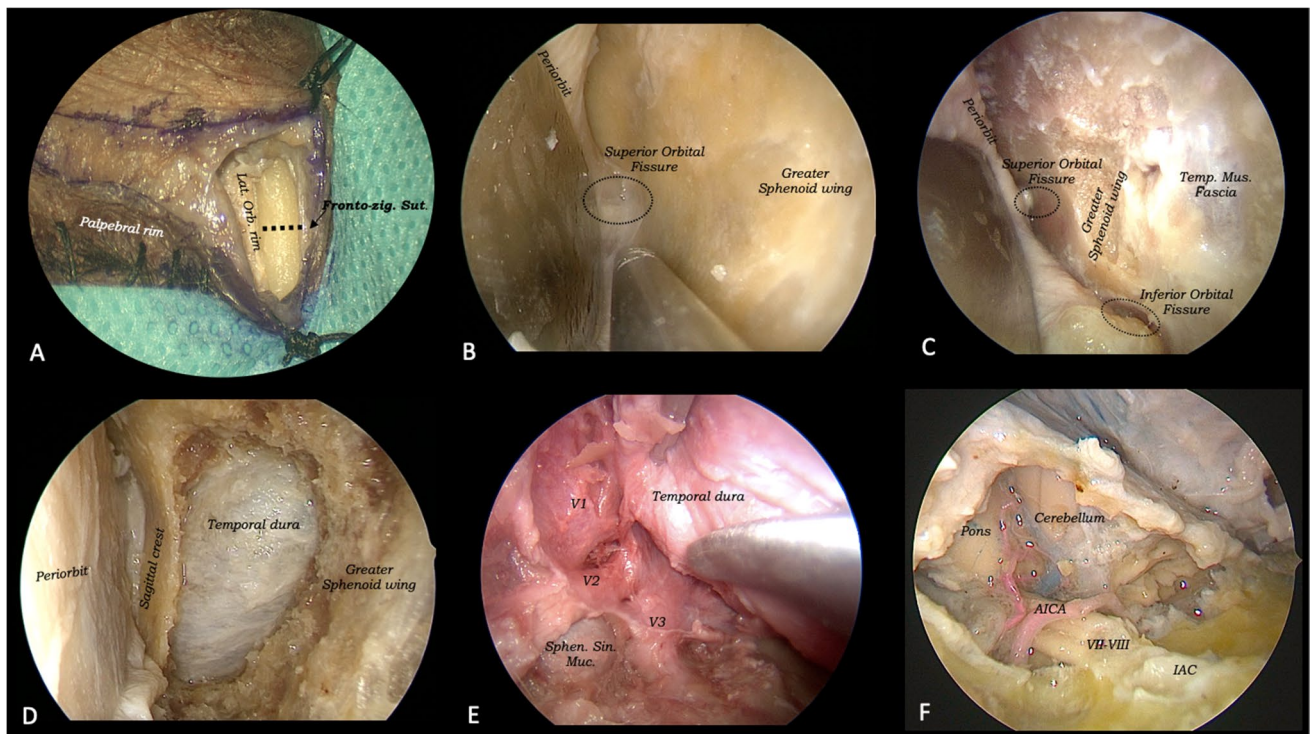 Palpebral rim
Lat. Orb. rim
Fronto-zig. Sut.
A
Periorbit
Superior Orbital
Fissure
Greater
Sphenoid wing
B
Periorbit
Superior Orbital
Fissure
Greater
Sphenoid wing
Temp. Mus.
Fascia
Inferior Orbital
Fissure
C
Periorbit
Sagittal crest
Temporal dura
Greater
Sphenoid wing
D
V1
Temporal dura
V2
V3
Sphen. Sin.
Muc.
E
Pons
Cerebellum
AICA
VII-VIII
IAC
F